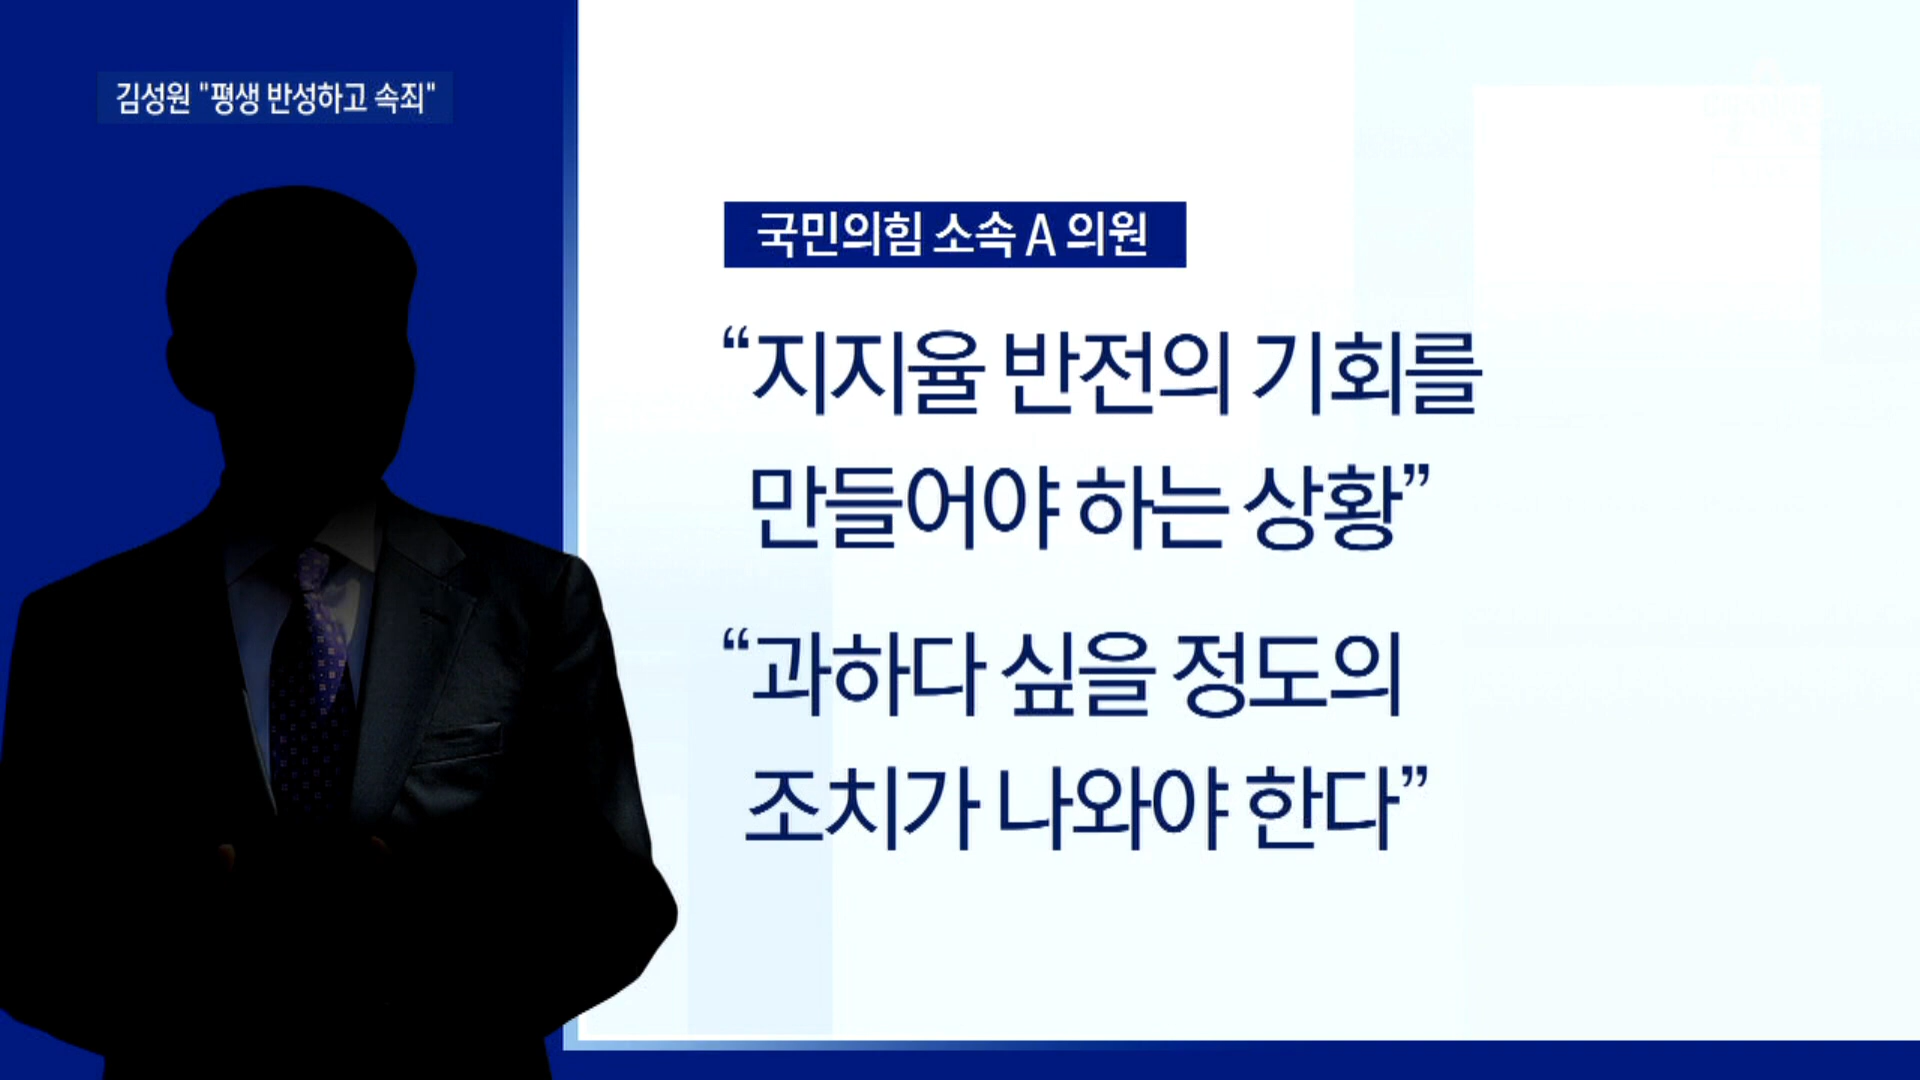 김성원 "평생 반성하고 속죄"
국민의힘 소속 A 의원
“지지율 반전의 기회를
만들어야 하는 상황”
“과하다 싶을 정도의
조치가 나와야 한다”